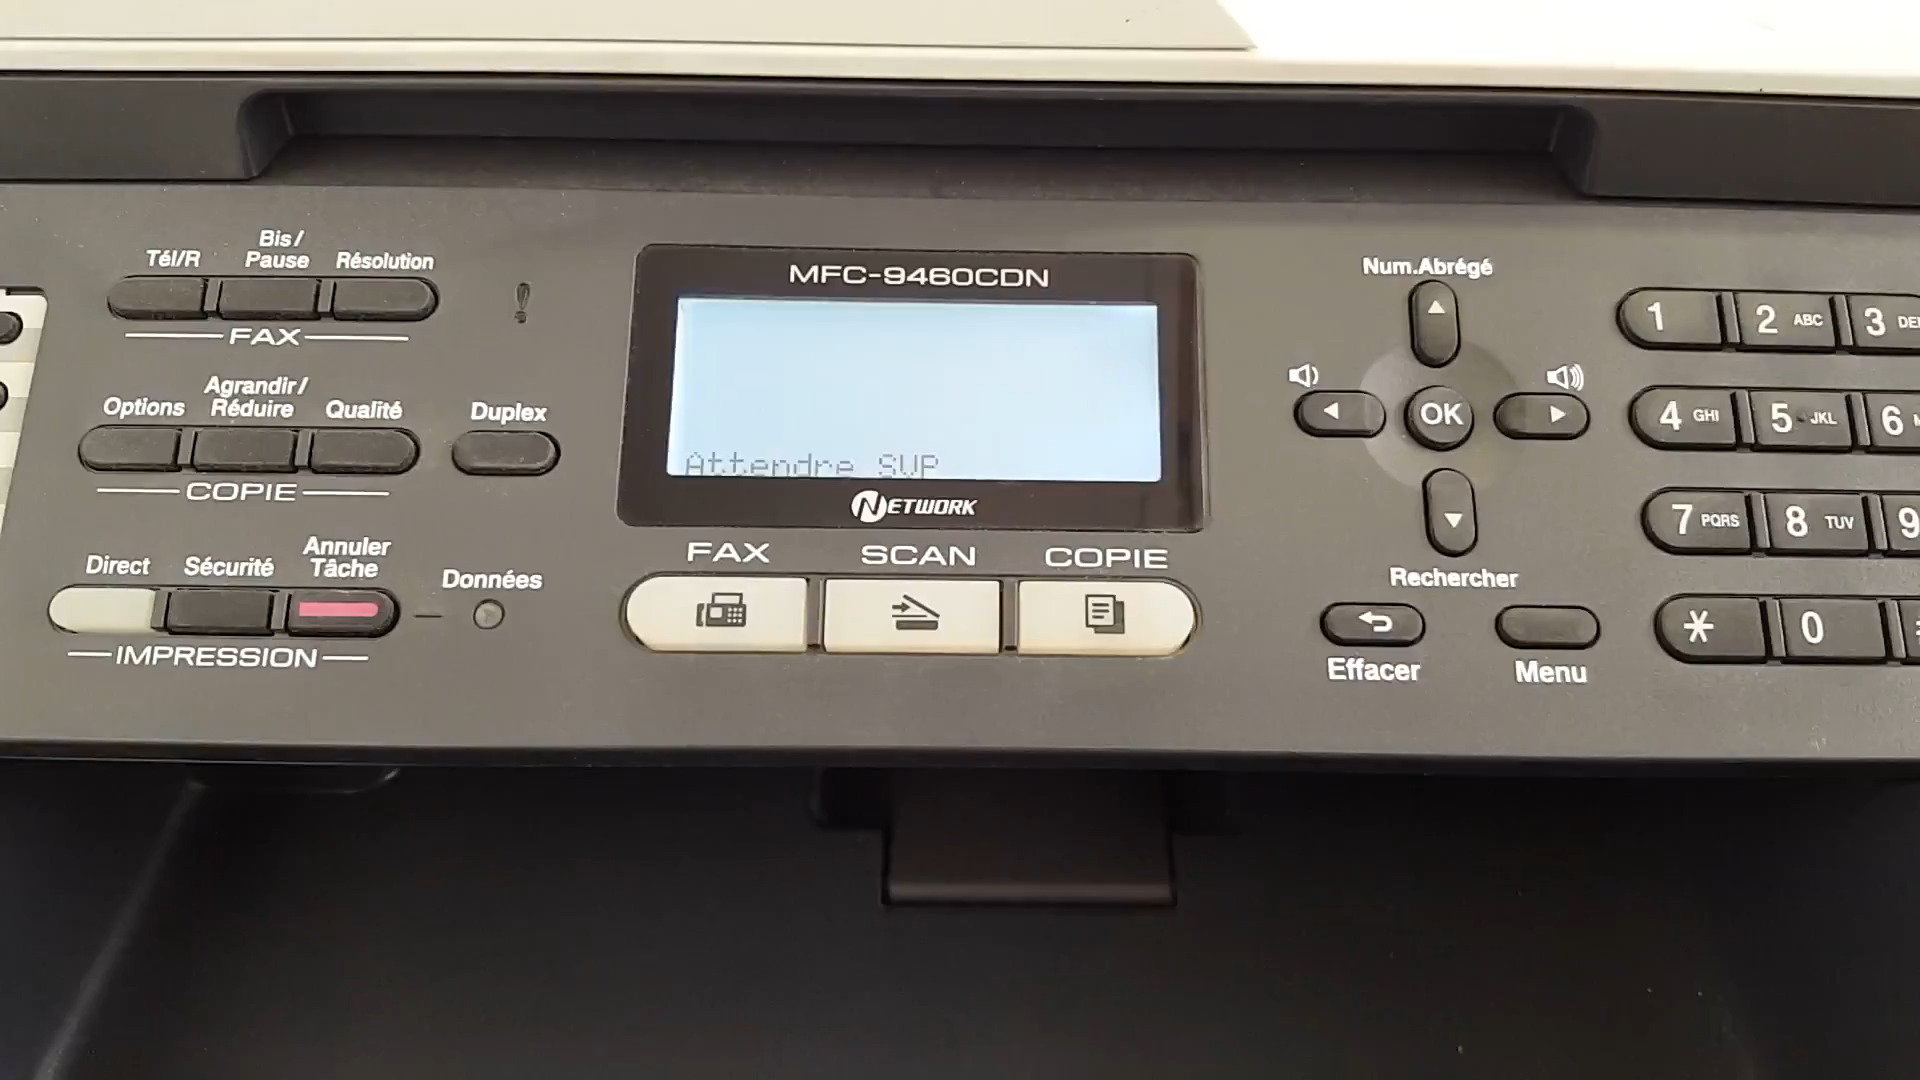 MFC-9460CDN
Attendre SVP
NETWORK
FAX SCAN COPIE
Tél/R Bis/ Pause Résolution
FAX
Options Agrandir/ Réduire Qualité Duplex
COPIE
Direct Sécurité Annuler Tâche Données
IMPRESSION
Num.Abrégé
OK
Rechercher
Effacer Menu
1 2 ABC 3
4 GHI 5 JKL 6
7 PQRS 8 TUV 9
* 0